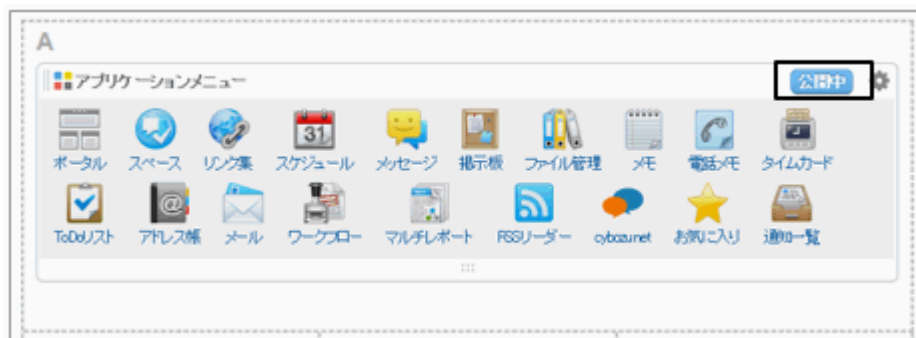 A
アプリケーションメニュー 公開中
31
ポータル スペース リンク集 スケジュール メッセージ 掲示板 ファイル管理 メモ 電話メモ タイムカード
@
ToDoリスト アドレス帳 メール ワークフロー マルチレポート RSSリーダー cybozu.net お気に入り 通知一覧